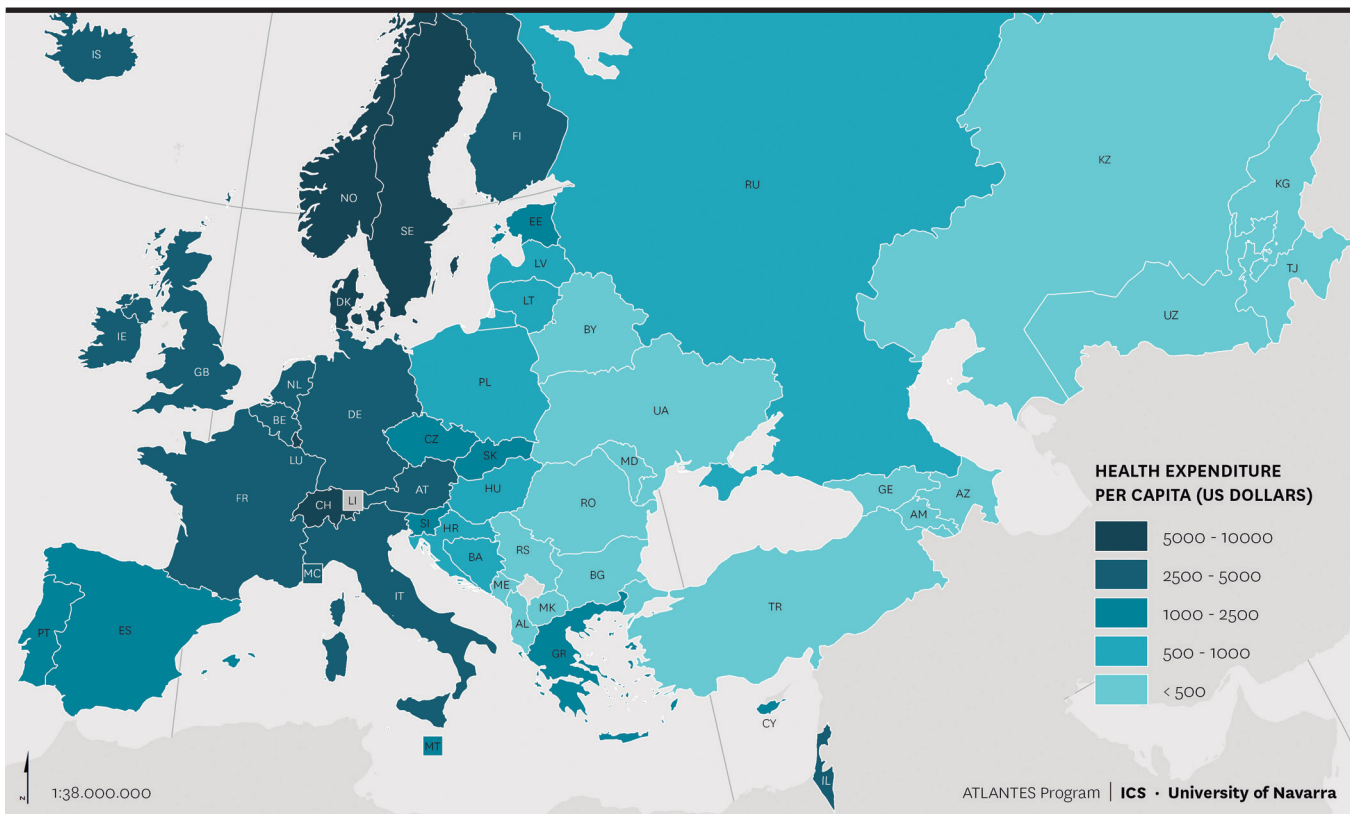 IS
FI
NO
SE
RU
KZ
KG
EE
LV
TJ
DK
LT
UZ
BY
IE
GB
NL
PL
DE
UA
BE
CZ
SK
LU
MD
HU
AT
FR
CH
LI
RO
GE
AZ
AM
SI
HR
RS
BA
BG
MC
ME
IT
MK
TR
AL
PT
ES
GR
CY
MT
IL
HEALTH EXPENDITURE
PER CAPITA (US DOLLARS)
5000 - 10000
2500 - 5000
1000 - 2500
500 - 1000
< 500
N
1:38.000.000
ATLANTES Program | ICS · University of Navarra